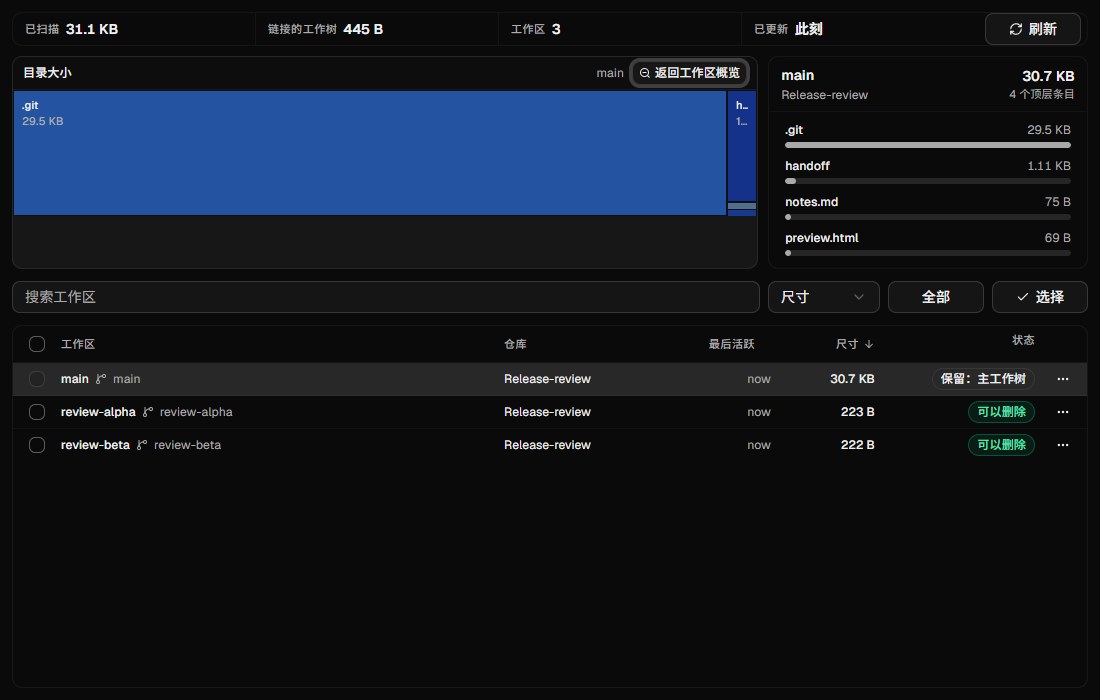 已扫描 31.1 KB
链接的工作树 445 B
工作区 3
已更新 此刻
刷新
目录大小
main
返回工作区概览
.git
29.5 KB
h...
1...
main
30.7 KB
Release-review
4 个顶层条目
.git
29.5 KB
handoff
1.11 KB
notes.md
75 B
preview.html
69 B
搜索工作区
尺寸
全部
选择
工作区 仓库 最后活跃 尺寸 状态
main main Release-review now 30.7 KB 保留：主工作树
review-alpha review-alpha Release-review now 223 B 可以删除
review-beta review-beta Release-review now 222 B 可以删除